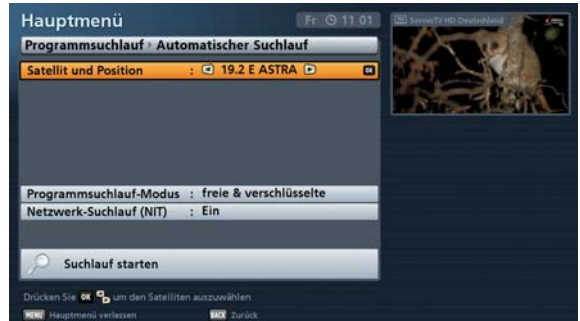 Hauptmenü
Fr 11 01
ServusTV HD Deutschland
Programmsuchlauf Automatischer Suchlauf
Satellit und Position : 19.2 E ASTRA OK
Programmsuchlauf-Modus : freie & verschlüsselte
Netzwerk-Suchlauf (NIT) : Ein
Suchlauf starten
Drücken Sie OK um den Satelliten auszuwählen
MENU Hauptmenü verlassen BACK Zurück